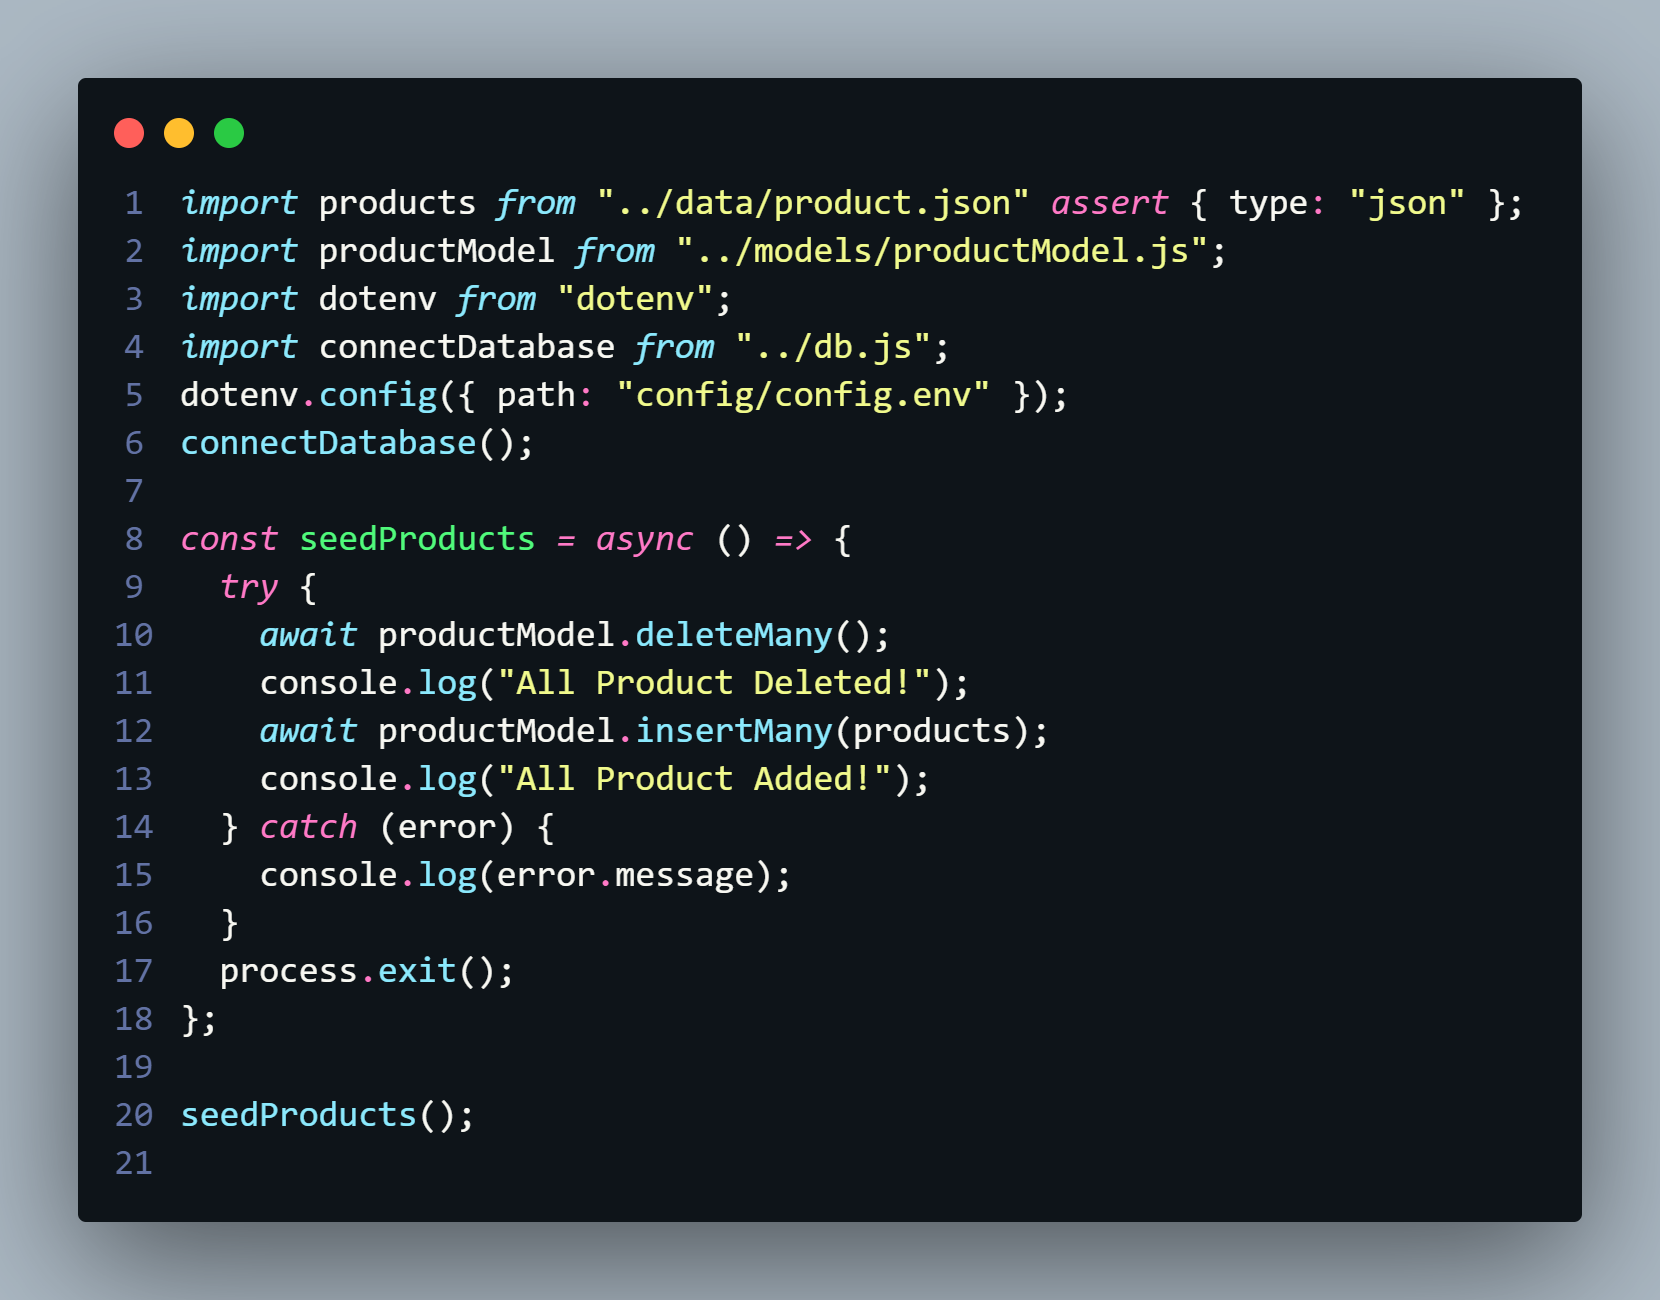 1 import products from "../data/product.json" assert { type: "json" };
2 import productModel from "../models/productModel.js";
3 import dotenv from "dotenv";
4 import connectDatabase from "../db.js";
5 dotenv.config({ path: "config/config.env" });
6 connectDatabase();
7
8 const seedProducts = async () => {
9   try {
10     await productModel.deleteMany();
11     console.log("All Product Deleted!");
12     await productModel.insertMany(products);
13     console.log("All Product Added!");
14   } catch (error) {
15     console.log(error.message);
16   }
17   process.exit();
18 };
19
20 seedProducts();
21